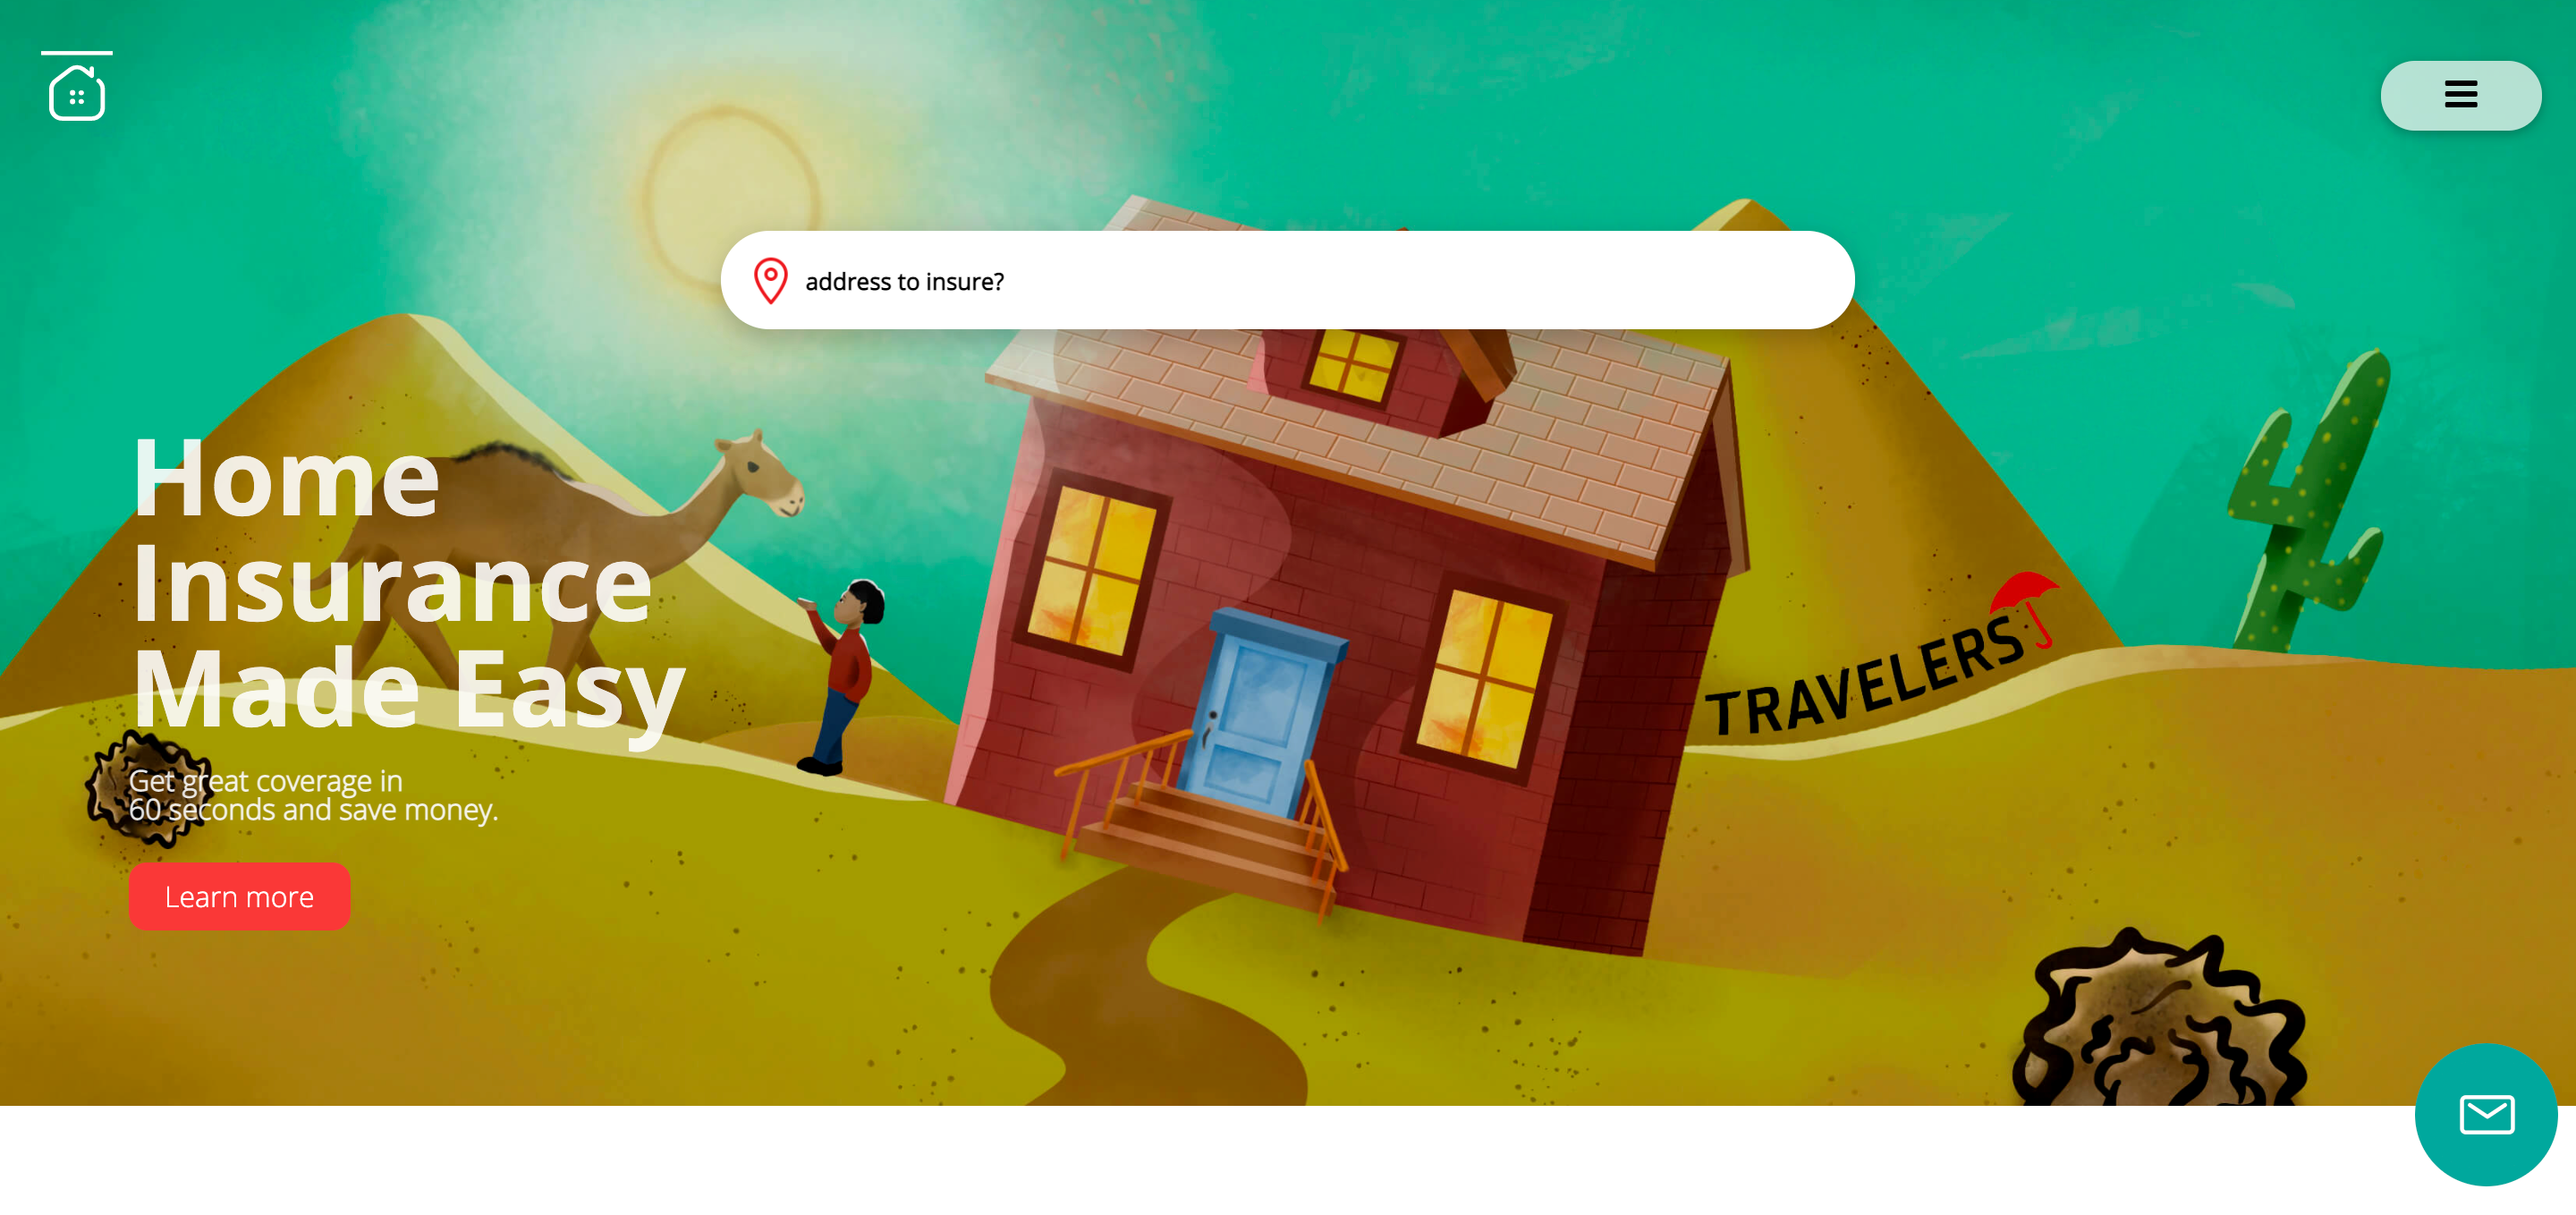 address to insure?
Home
Insurance
Made Easy
TRAVELERS
Get great coverage in
60 seconds and save money.
Learn more